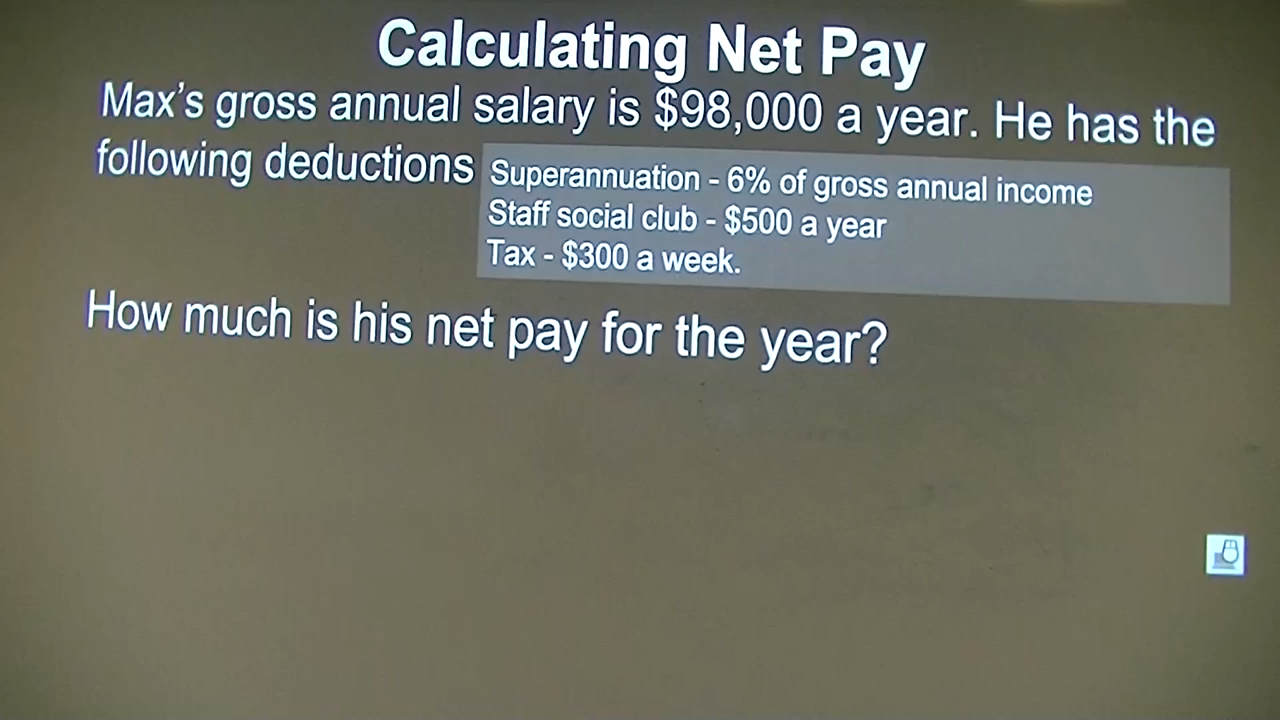 Calculating Net Pay
Max's gross annual salary is $98,000 a year. He has the
following deductions
Superannuation - 6% of gross annual income
Staff social club - $500 a year
Tax - $300 a week.
How much is his net pay for the year?